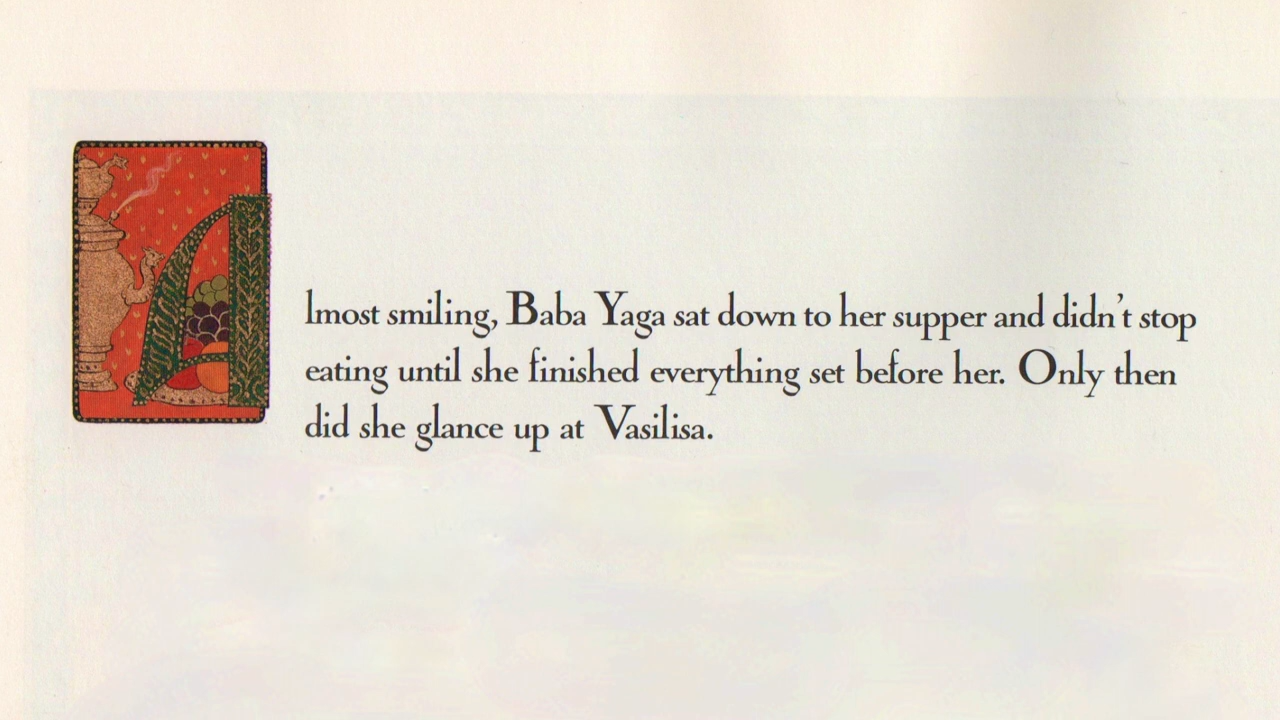 Almost smiling, Baba Yaga sat down to her supper and didn't stop
eating until she finished everything set before her. Only then
did she glance up at Vasilisa.